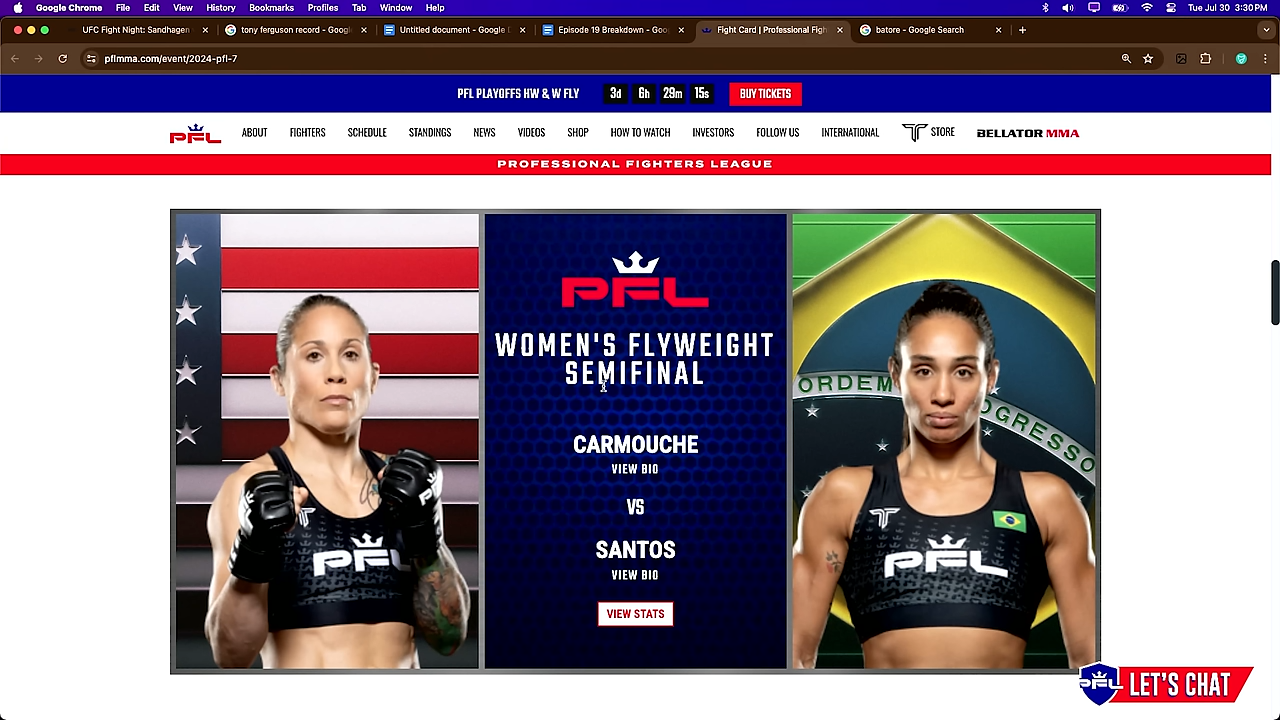 Google Chrome File Edit View History Bookmarks Profiles Tab Window Help Tue Jul 30 3:30PM
UFC Fight Night: Sandhagen tony ferguson record - Googl Untitled document - Google D Episode 19 Breakdown - Goo Fight Card | Professional Figh batore - Google Search
pflmma.com/event/2024-pfl-7
PFL PLAYOFFS HW & W FLY 3d 6h 29m 15s BUY TICKETS
PFL ABOUT FIGHTERS SCHEDULE STANDINGS NEWS VIDEOS SHOP HOW TO WATCH INVESTORS FOLLOW US INTERNATIONAL STORE BELLATOR MMA
PROFESSIONAL FIGHTERS LEAGUE
PFL
WOMEN'S FLYWEIGHT
SEMIFINAL
CARMOUCHE
VIEW BIO
VS
SANTOS
VIEW BIO
VIEW STATS
PFL
PFL
ORDEM
OGRESSO
PFL
PFL LET'S CHAT